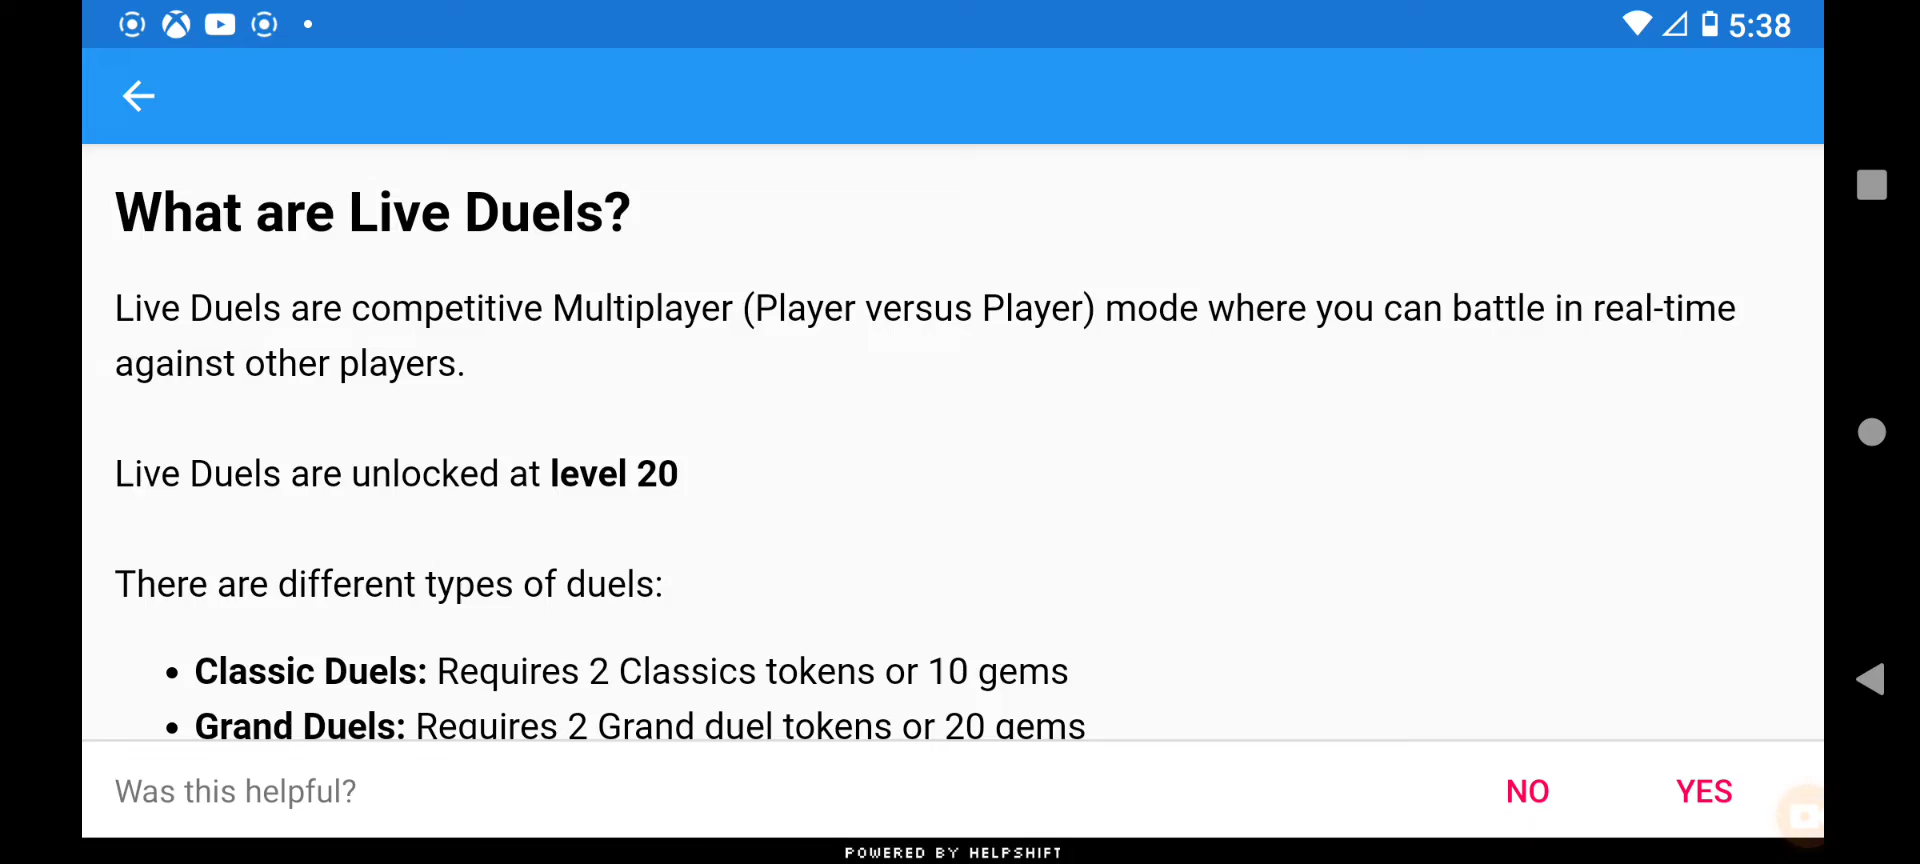 5:38
What are Live Duels?
Live Duels are competitive Multiplayer (Player versus Player) mode where you can battle in real-time
against other players.
Live Duels are unlocked at level 20
There are different types of duels:
• Classic Duels: Requires 2 Classics tokens or 10 gems
• Grand Duels: Requires 2 Grand duel tokens or 20 gems
Was this helpful?
NO YES
POWERED BY HELPSHIFT